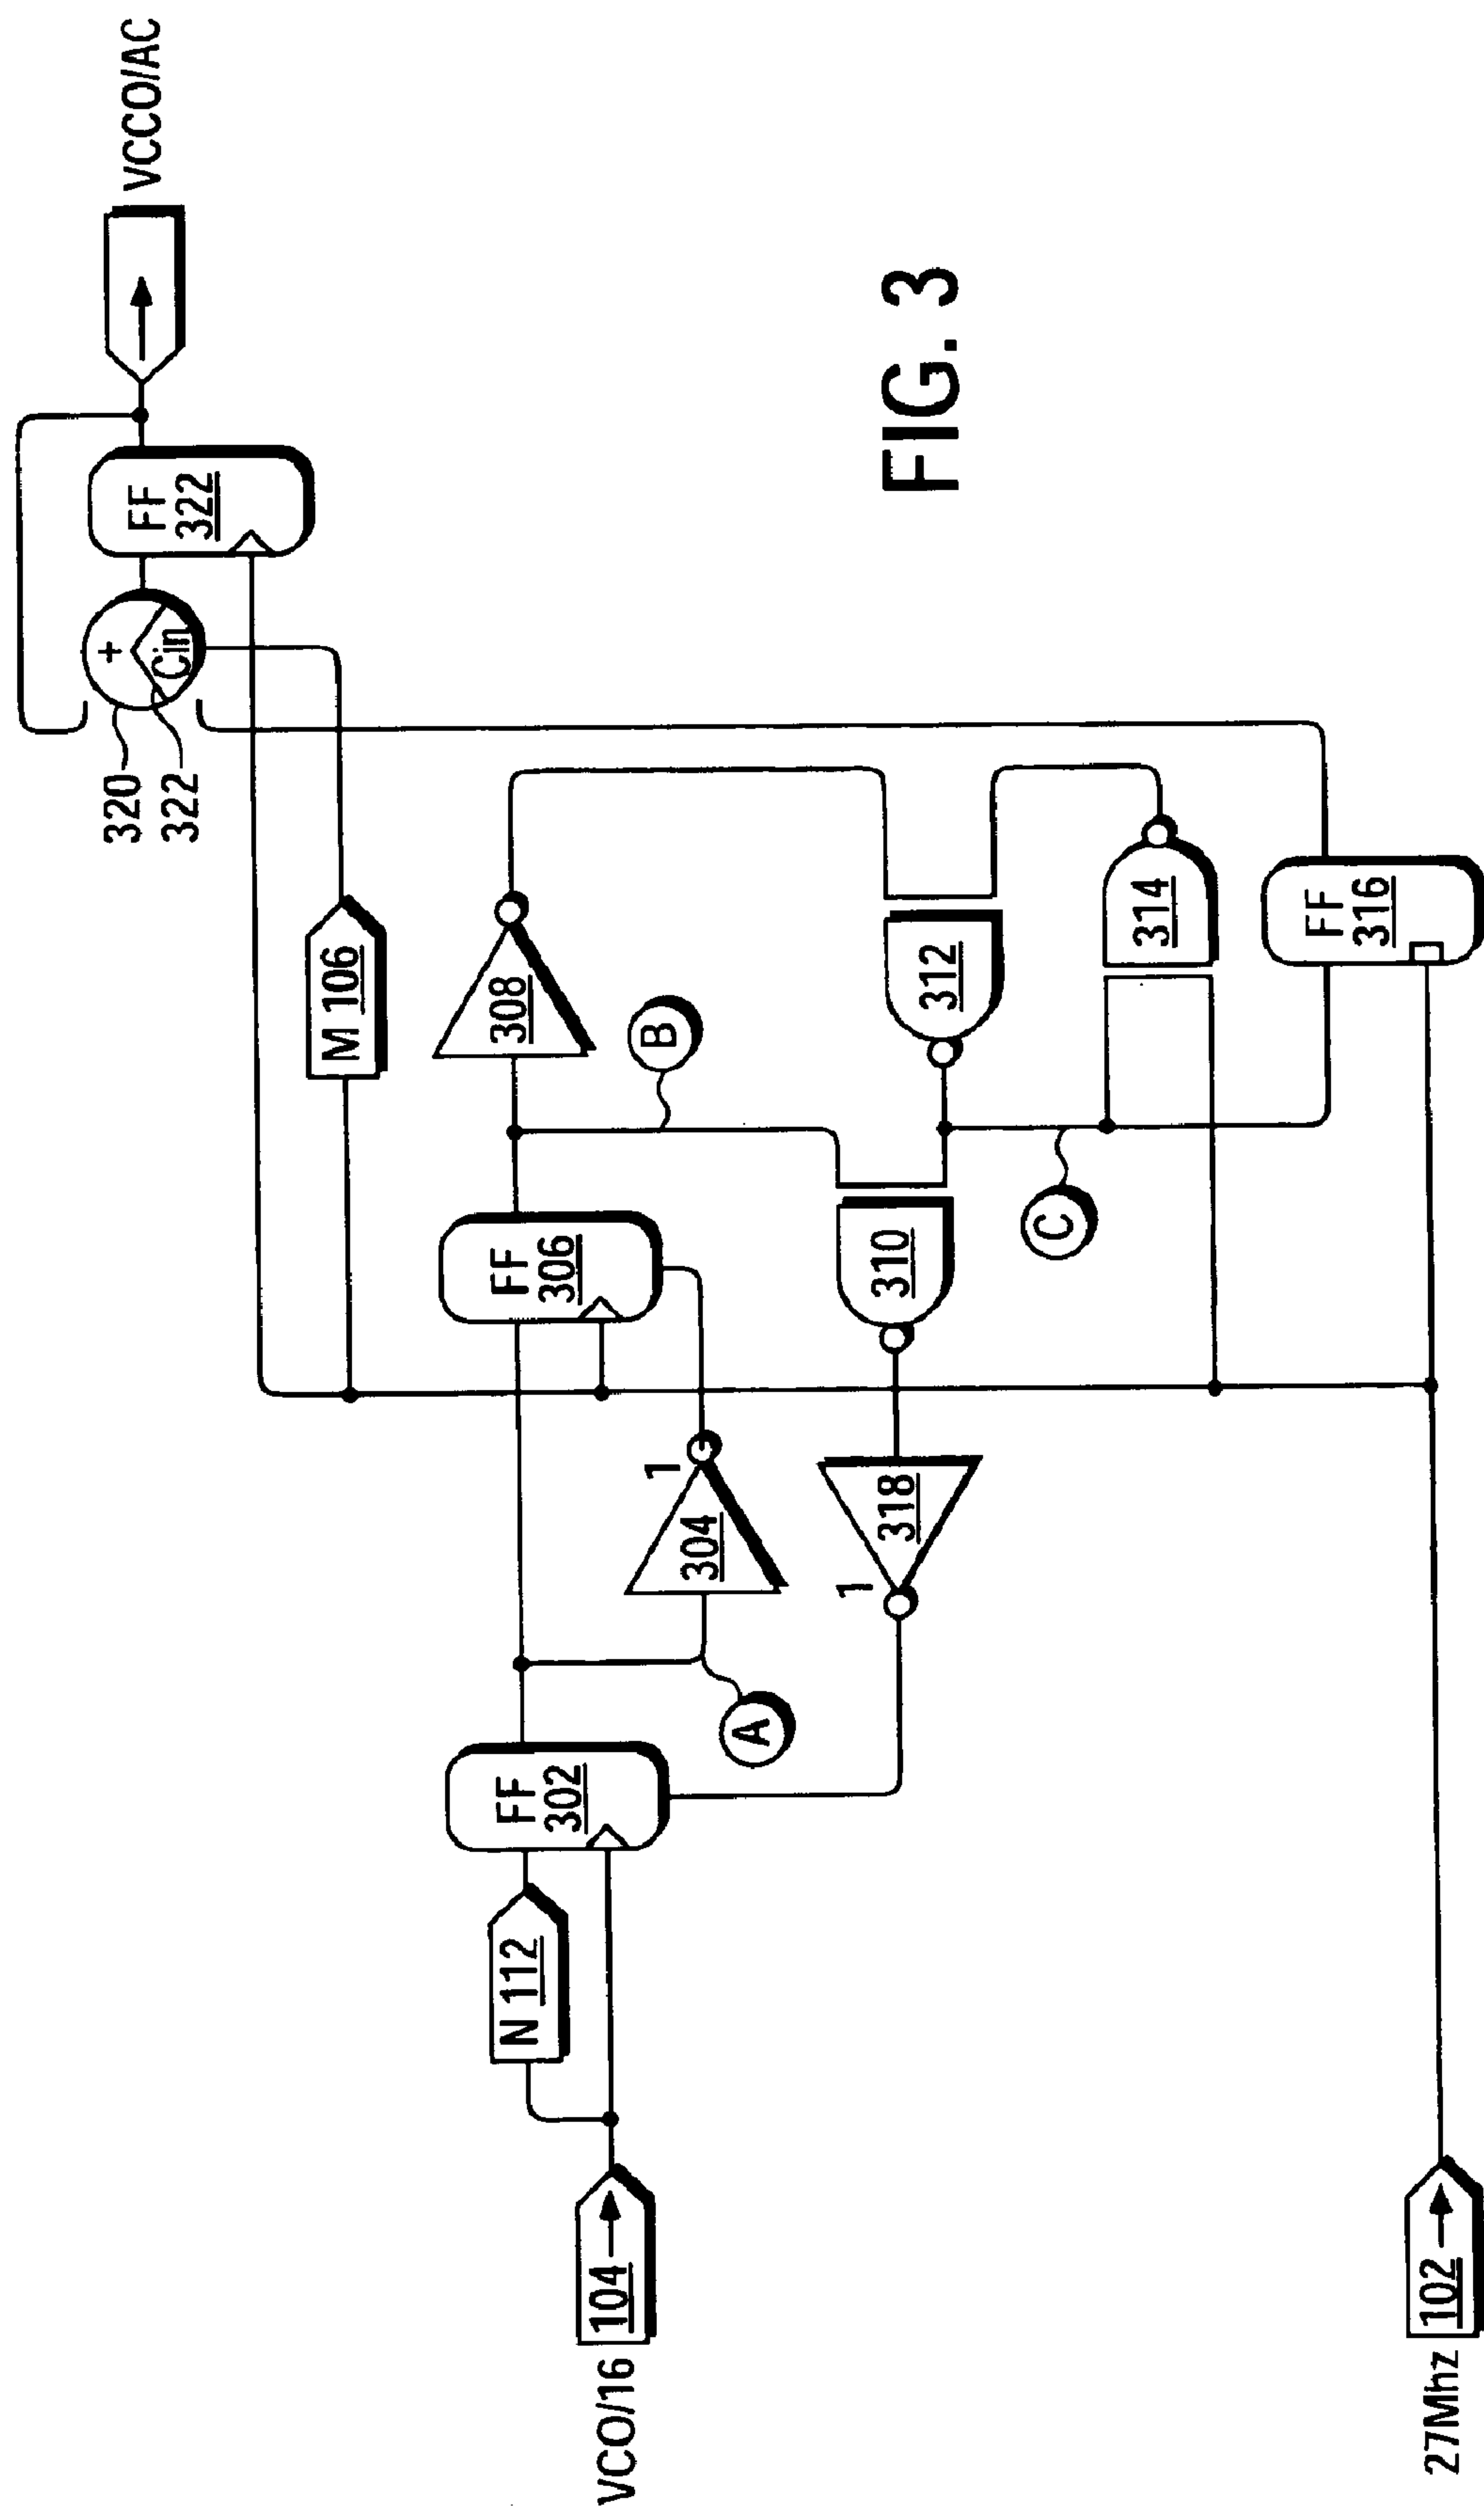 VCO/16
104
N 112
FF
302
A
1
304
FF
306
M 106
308
B
1
318
310
C
312
314
FF
316
320
322
+
Cin
FF
322
VCCO/AC
27Mhz
102
FIG. 3